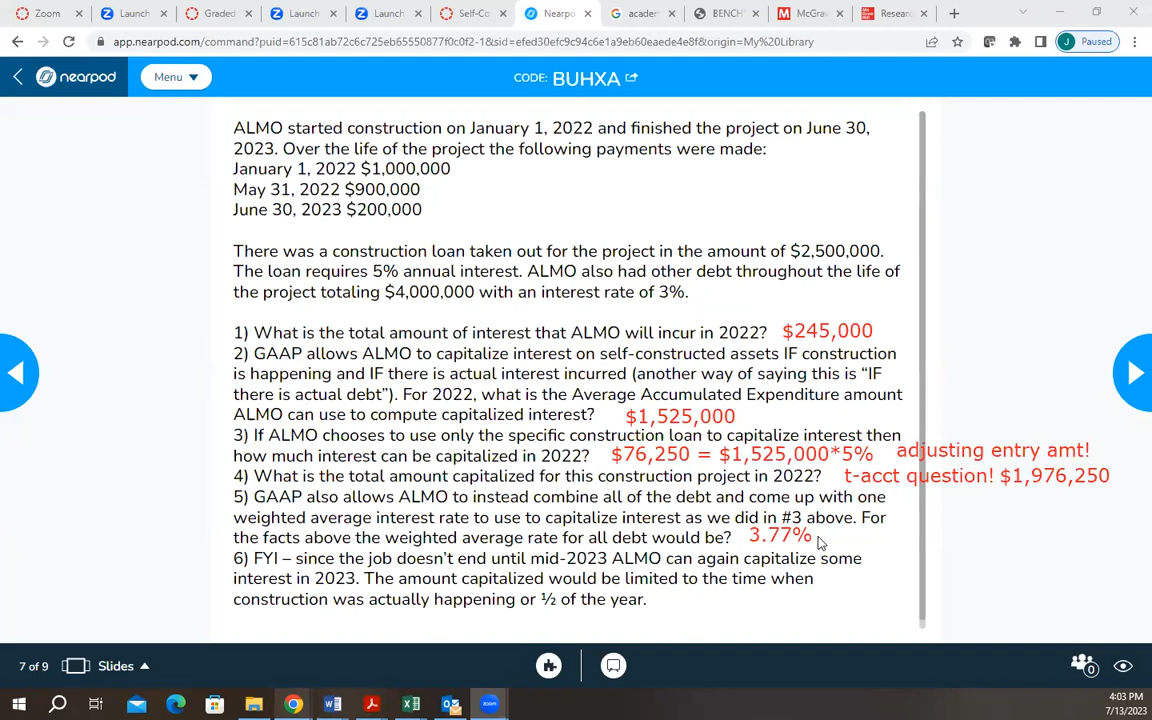 Zoom
Launch
Graded
Launch
Launch
Self-Co
Nearpo
academ
BENCH
McGra
Resear
app.nearpod.com/command?puid=615c81ab72c6c725eb65550877f0c0f2-1&sid=efed30efc9c94c6e1a9eb60eaede4e8f&origin=My%20Library
J Paused
nearpod
Menu
CODE: BUHXA
ALMO started construction on January 1, 2022 and finished the project on June 30,
2023. Over the life of the project the following payments were made:
January 1, 2022 $1,000,000
May 31, 2022 $900,000
June 30, 2023 $200,000
There was a construction loan taken out for the project in the amount of $2,500,000.
The loan requires 5% annual interest. ALMO also had other debt throughout the life of
the project totaling $4,000,000 with an interest rate of 3%.
1) What is the total amount of interest that ALMO will incur in 2022? $245,000
2) GAAP allows ALMO to capitalize interest on self-constructed assets IF construction
is happening and IF there is actual interest incurred (another way of saying this is “IF
there is actual debt”). For 2022, what is the Average Accumulated Expenditure amount
ALMO can use to compute capitalized interest? $1,525,000
3) If ALMO chooses to use only the specific construction loan to capitalize interest then
how much interest can be capitalized in 2022? $76,250 = $1,525,000*5% adjusting entry amt!
4) What is the total amount capitalized for this construction project in 2022? t-acct question! $1,976,250
5) GAAP also allows ALMO to instead combine all of the debt and come up with one
weighted average interest rate to use to capitalize interest as we did in #3 above. For
the facts above the weighted average rate for all debt would be? 3.77%
6) FYI – since the job doesn’t end until mid-2023 ALMO can again capitalize some
interest in 2023. The amount capitalized would be limited to the time when
construction was actually happening or ½ of the year.
7 of 9
Slides
0
4:03 PM
7/13/2023